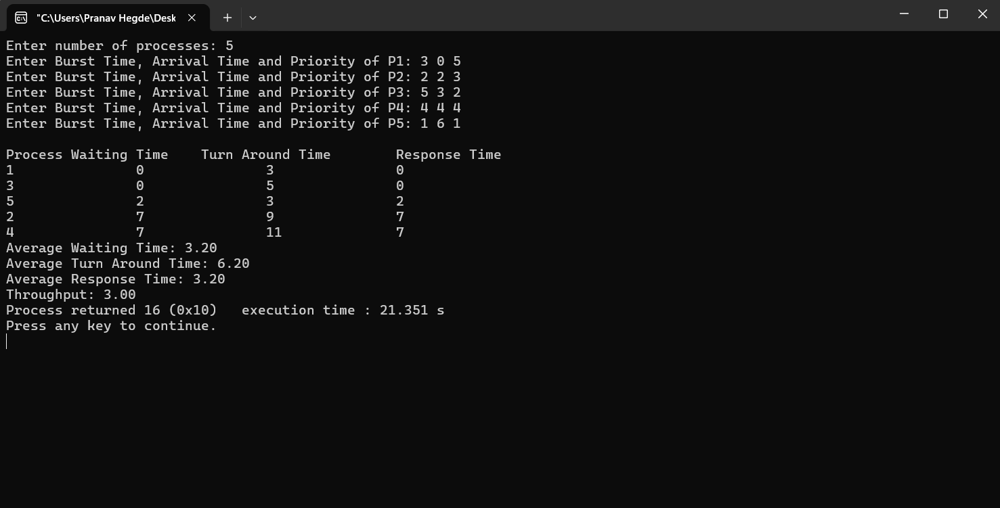 "C:\Users\Pranav Hegde\Desk
Enter number of processes: 5
Enter Burst Time, Arrival Time and Priority of P1: 3 0 5
Enter Burst Time, Arrival Time and Priority of P2: 2 2 3
Enter Burst Time, Arrival Time and Priority of P3: 5 3 2
Enter Burst Time, Arrival Time and Priority of P4: 4 4 4
Enter Burst Time, Arrival Time and Priority of P5: 1 6 1
Process Waiting Time    Turn Around Time        Response Time
1               0               3               0
3               0               5               0
5               2               3               2
2               7               9               7
4               7               11              7
Average Waiting Time: 3.20
Average Turn Around Time: 6.20
Average Response Time: 3.20
Throughput: 3.00
Process returned 16 (0x10)   execution time : 21.351 s
Press any key to continue.